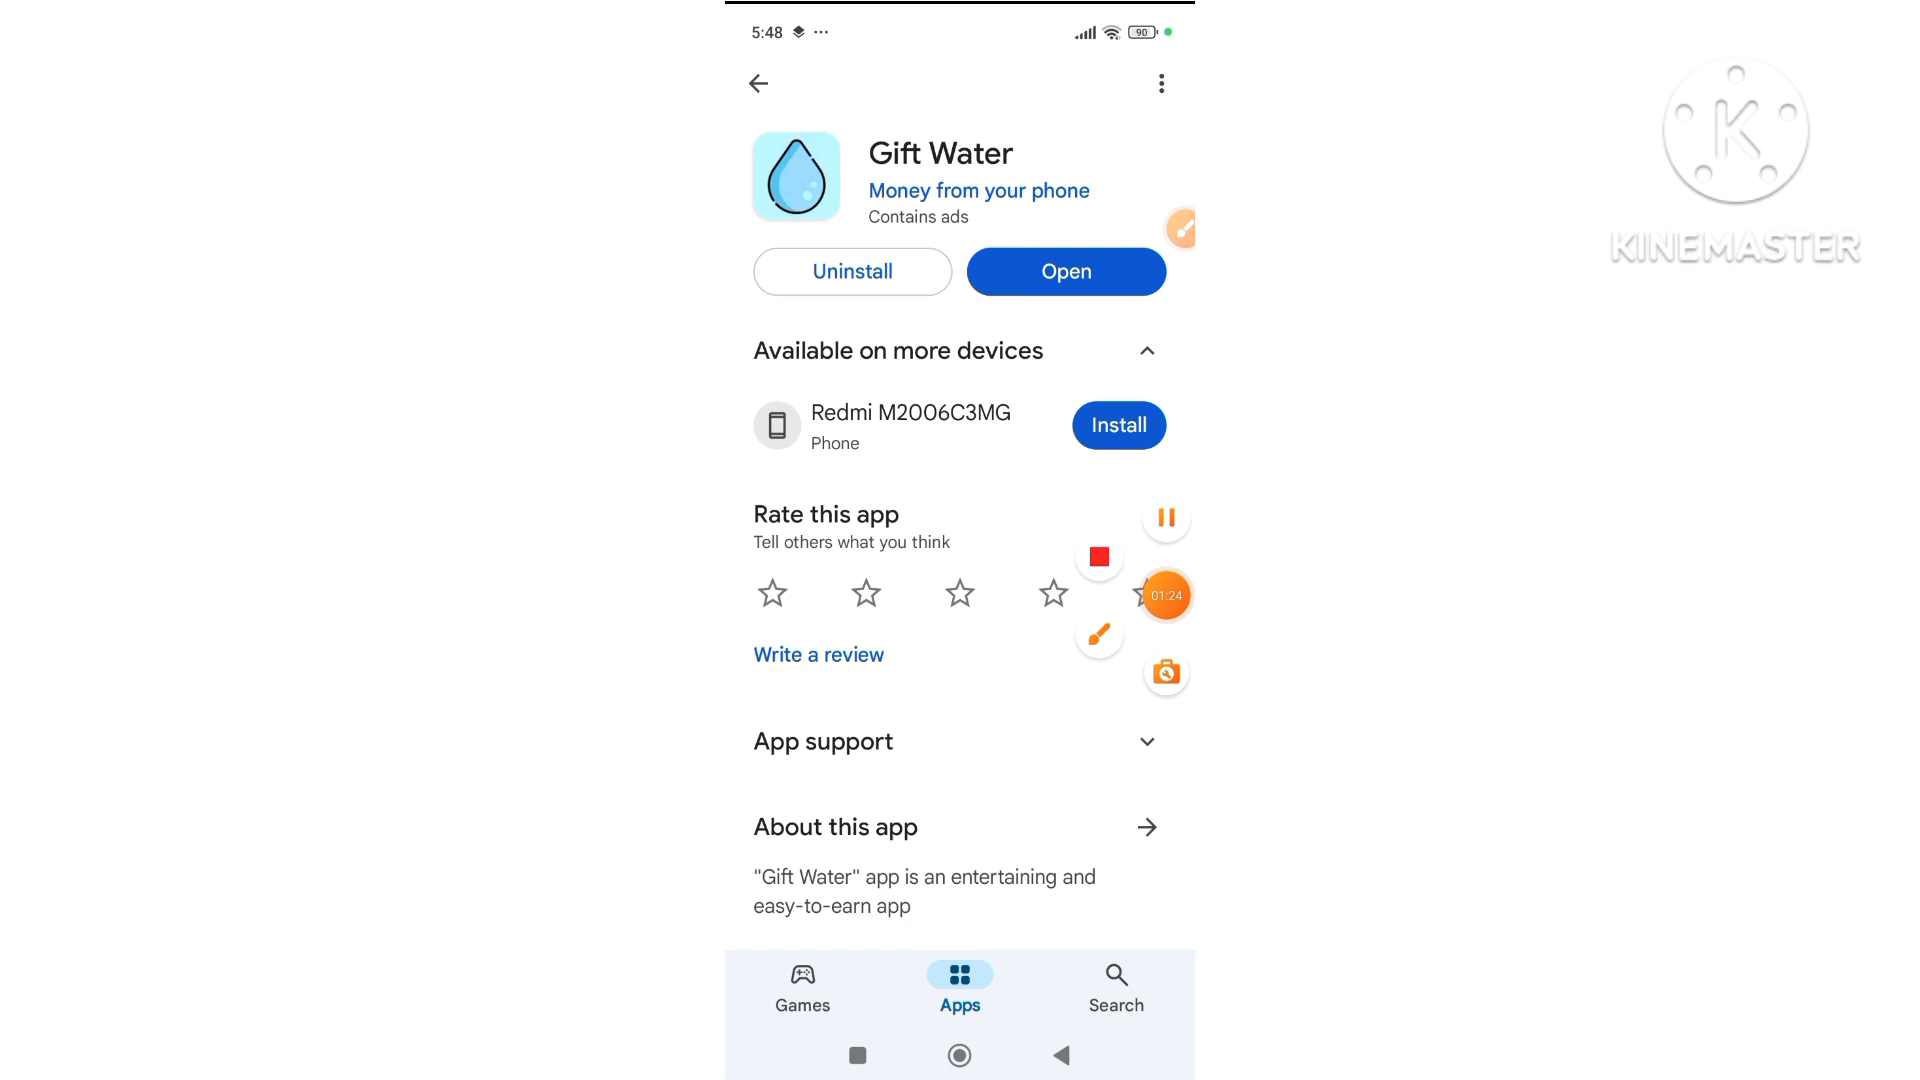 5:48
90
Gift Water
Money from your phone
Contains ads
Uninstall
Open
Available on more devices
Redmi M2006C3MG
Phone
Install
Rate this app
Tell others what you think
01:24
Write a review
App support
About this app
"Gift Water" app is an entertaining and
easy-to-earn app
Games
Apps
Search
K
KINEMASTER